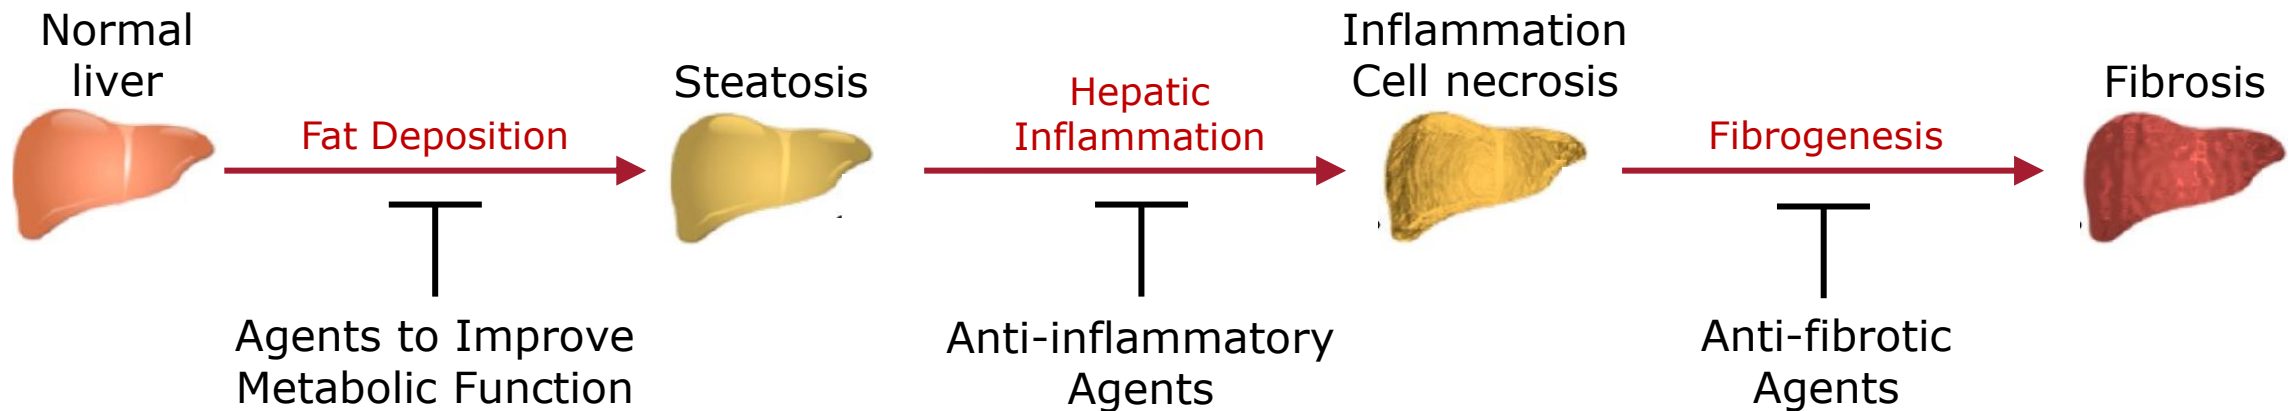 Normal
liver
Fat Deposition
Steatosis
Hepatic
Inflammation
Inflammation
Cell necrosis
Fibrogenesis
Fibrosis
Agents to Improve
Metabolic Function
Anti-inflammatory
Agents
Anti-fibrotic
Agents